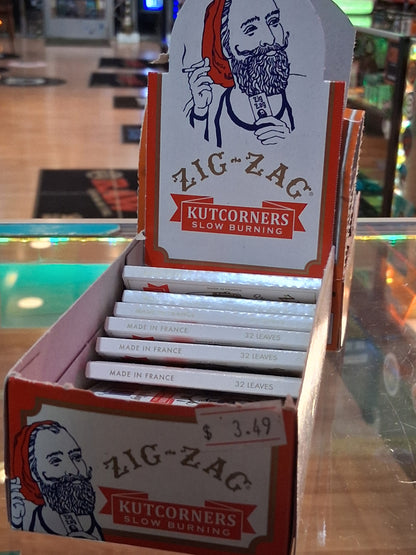 ZIG-ZAG®
KUTCORNERS
SLOW BURNING
MADE IN FRANCE 32 LEAVES
MADE IN FRANCE 32 LEAVES
MADE IN FRANCE 32 LEAVES
$ 3.49
ZIG-ZAG®
KUTCORNERS
SLOW BURNING